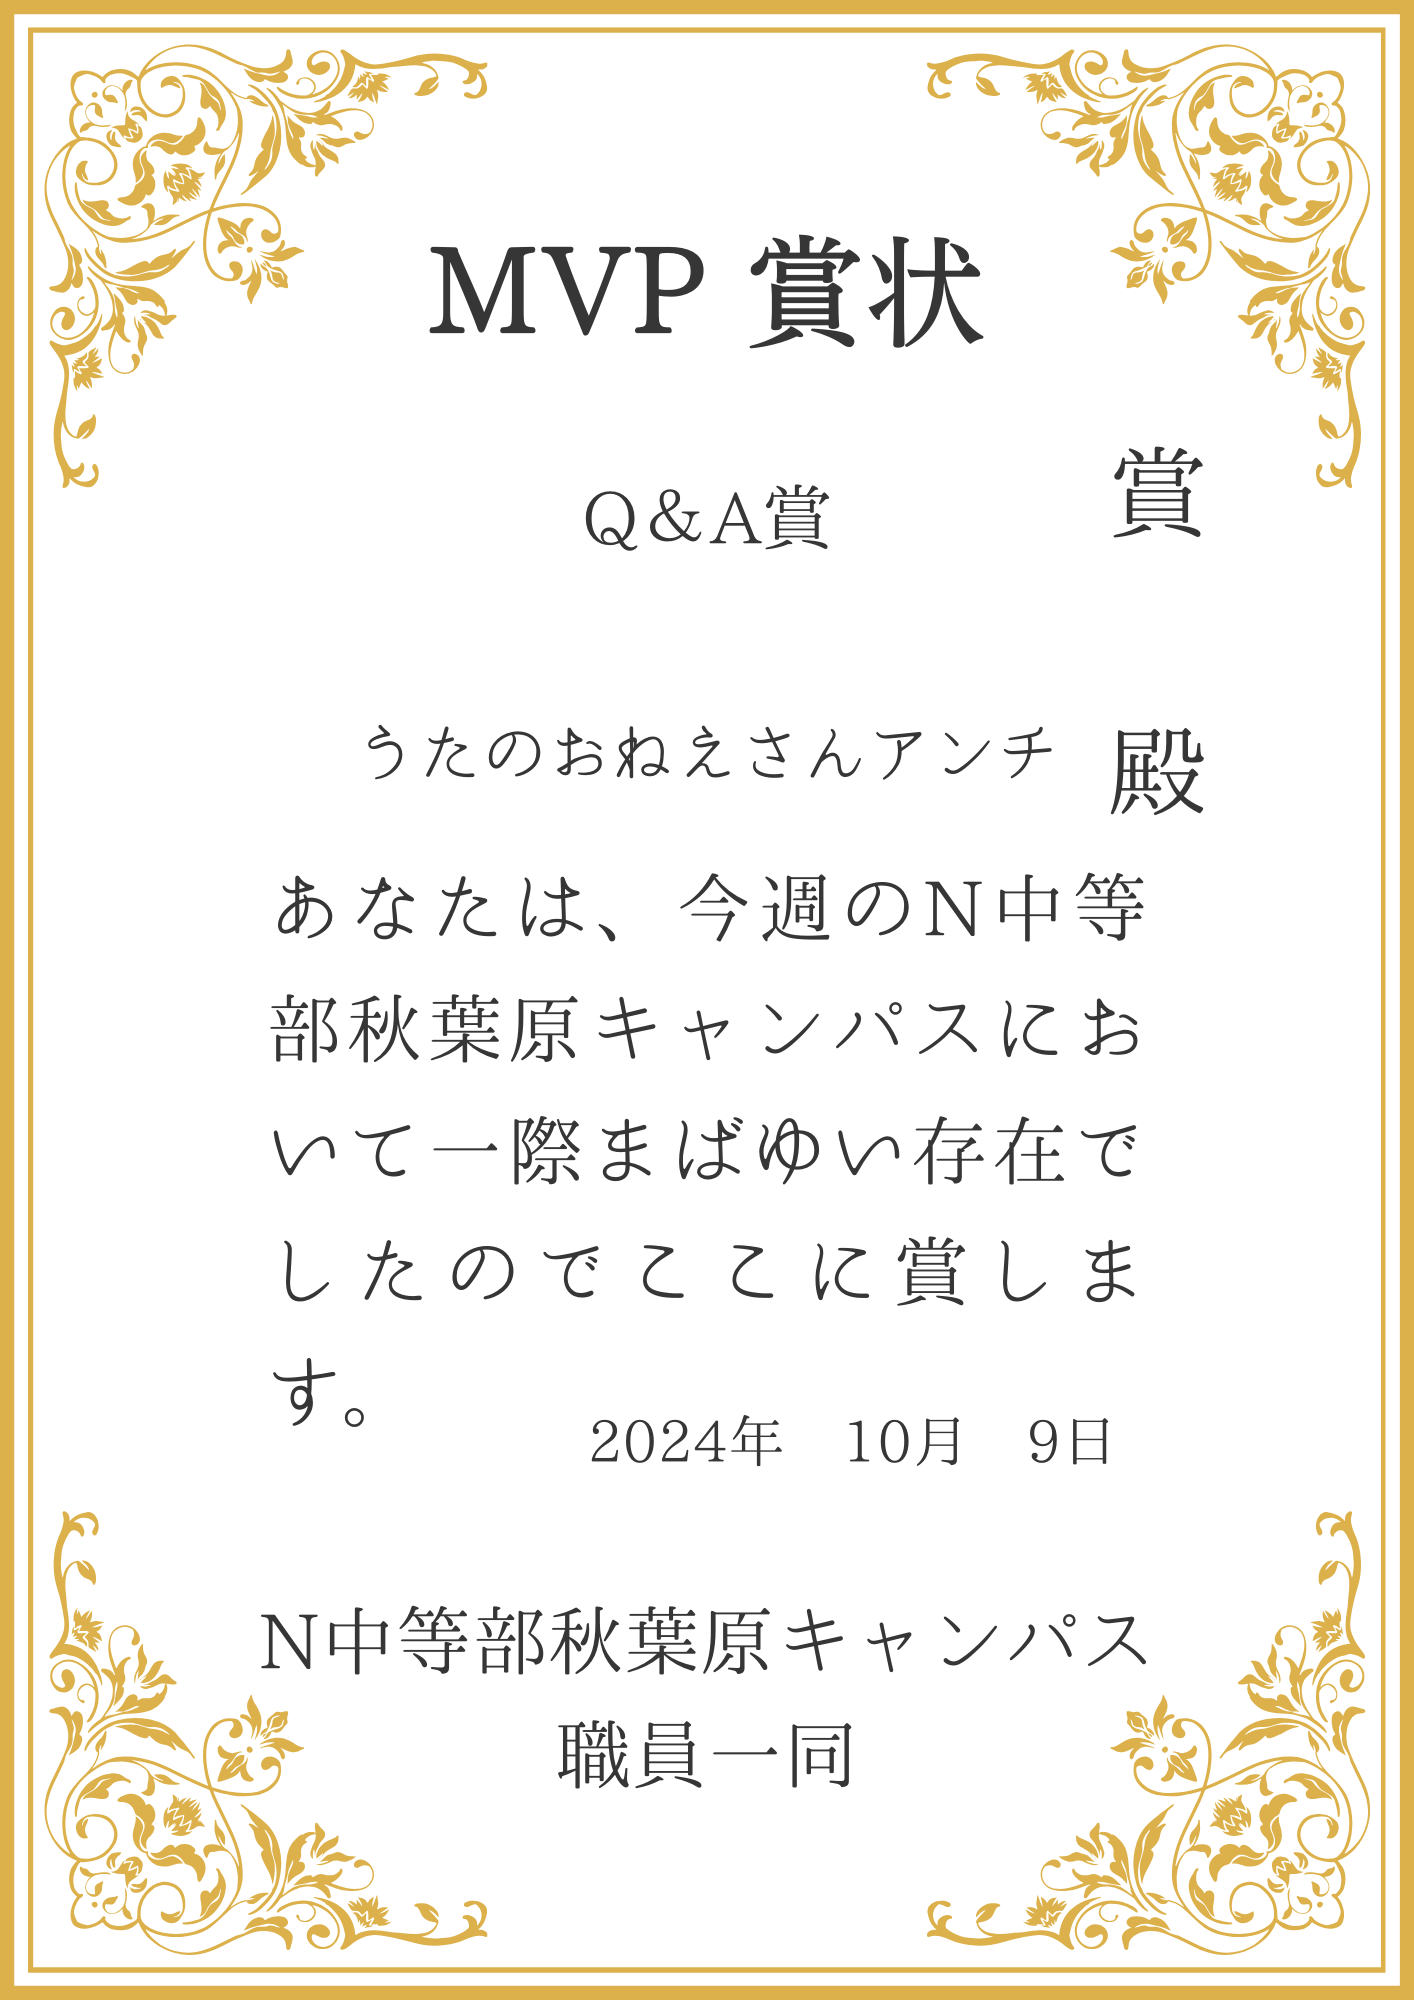 MVP 賞状
Q&A賞
賞
うたのおねえさんアンチ 殿
あなたは、今週のN中等
部秋葉原キャンパスにお
いて一際まばゆい存在で
したのでここに賞しま
す。
2024年　10月　9日
N中等部秋葉原キャンパス
職員一同